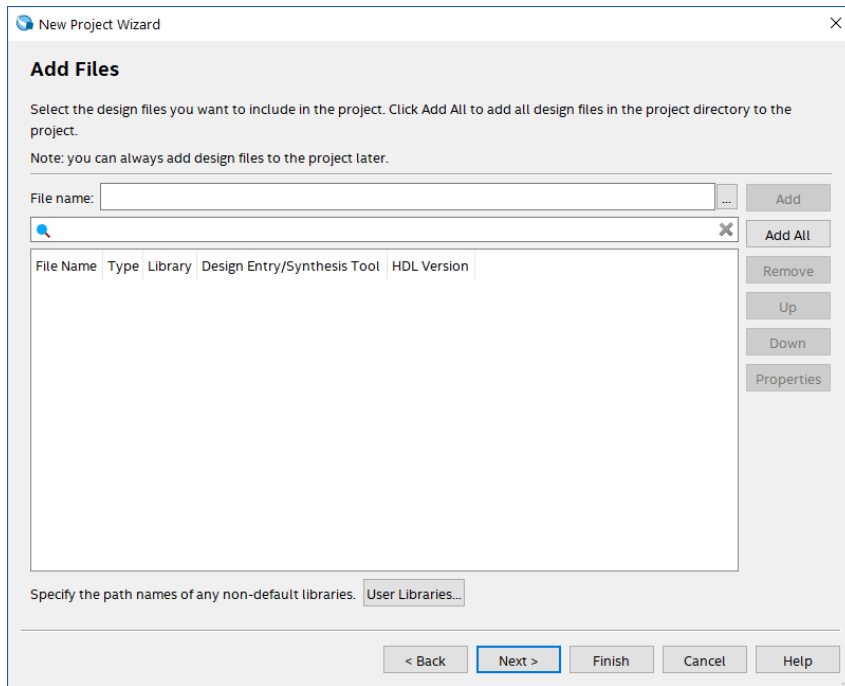 New Project Wizard
Add Files
Select the design files you want to include in the project. Click Add All to add all design files in the project directory to the
project.
Note: you can always add design files to the project later.
File name:
...
Add
Add All
File Name Type Library Design Entry/Synthesis Tool HDL Version
Remove
Up
Down
Properties
Specify the path names of any non-default libraries. User Libraries...
< Back Next > Finish Cancel Help